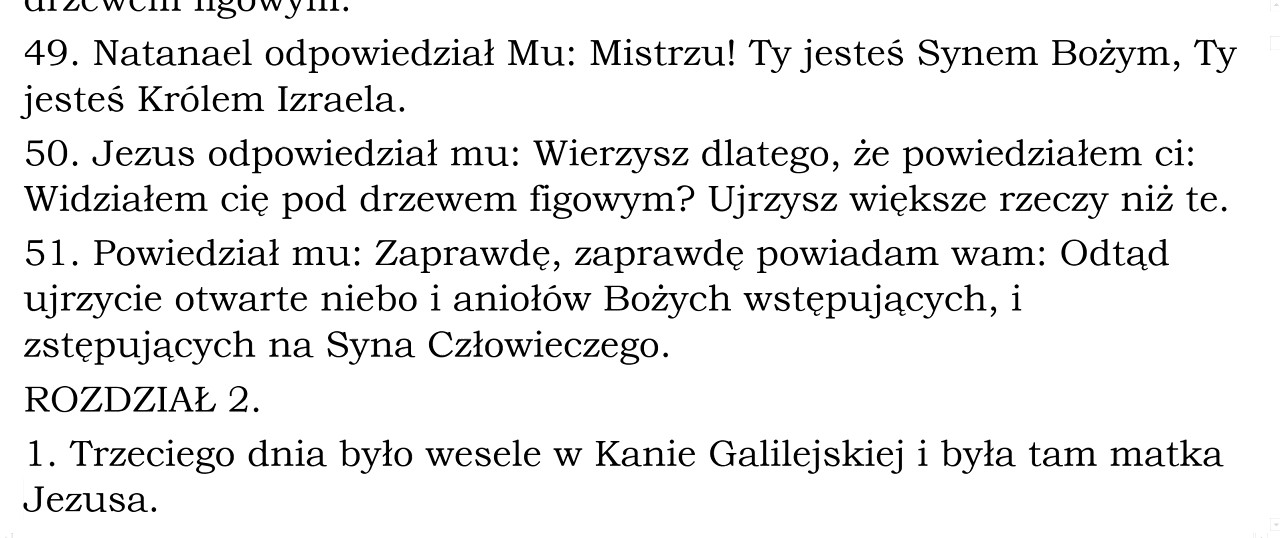 drzewem figowym.
49. Natanael odpowiedział Mu: Mistrzu! Ty jesteś Synem Bożym, Ty
jesteś Królem Izraela.
50. Jezus odpowiedział mu: Wierzysz dlatego, że powiedziałem ci:
Widziałem cię pod drzewem figowym? Ujrzysz większe rzeczy niż te.
51. Powiedział mu: Zaprawdę, zaprawdę powiadam wam: Odtąd
ujrzycie otwarte niebo i aniołów Bożych wstępujących, i
zstępujących na Syna Człowieczego.
ROZDZIAŁ 2.
1. Trzeciego dnia było wesele w Kanie Galilejskiej i była tam matka
Jezusa.